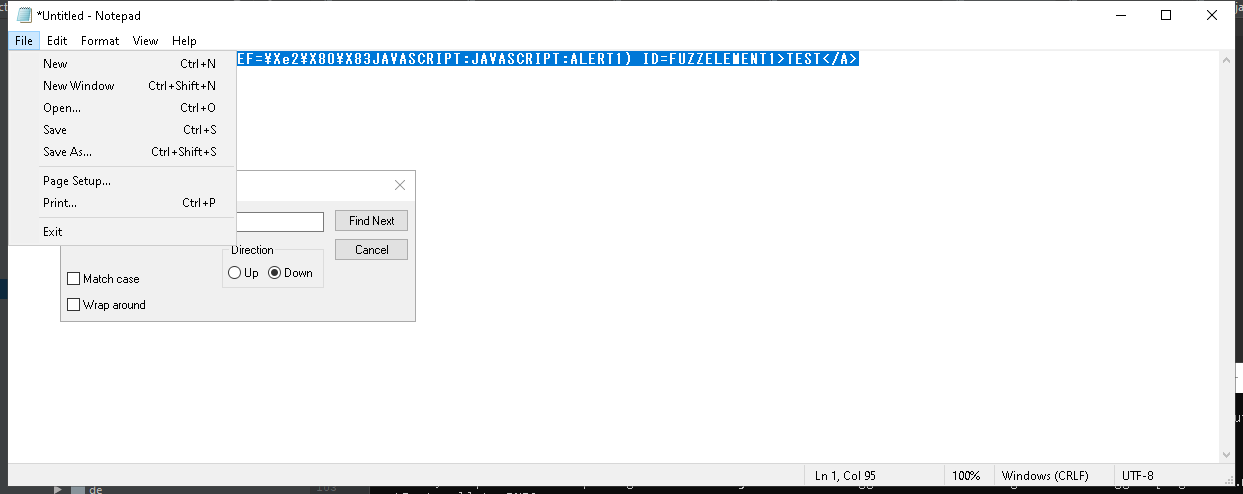 *Untitled - Notepad
File Edit Format View Help
EF=¥Xe2¥X80¥X83JAVASCRIPT:JAVASCRIPT:ALERT1) ID=FUZZELEMENT1>TEST</A>
New Ctrl+N
New Window Ctrl+Shift+N
Open... Ctrl+O
Save Ctrl+S
Save As... Ctrl+Shift+S
Page Setup...
Print... Ctrl+P
Exit
Find Next
Cancel
Direction
Up Down
Match case
Wrap around
Ln 1, Col 95 100% Windows (CRLF) UTF-8
de